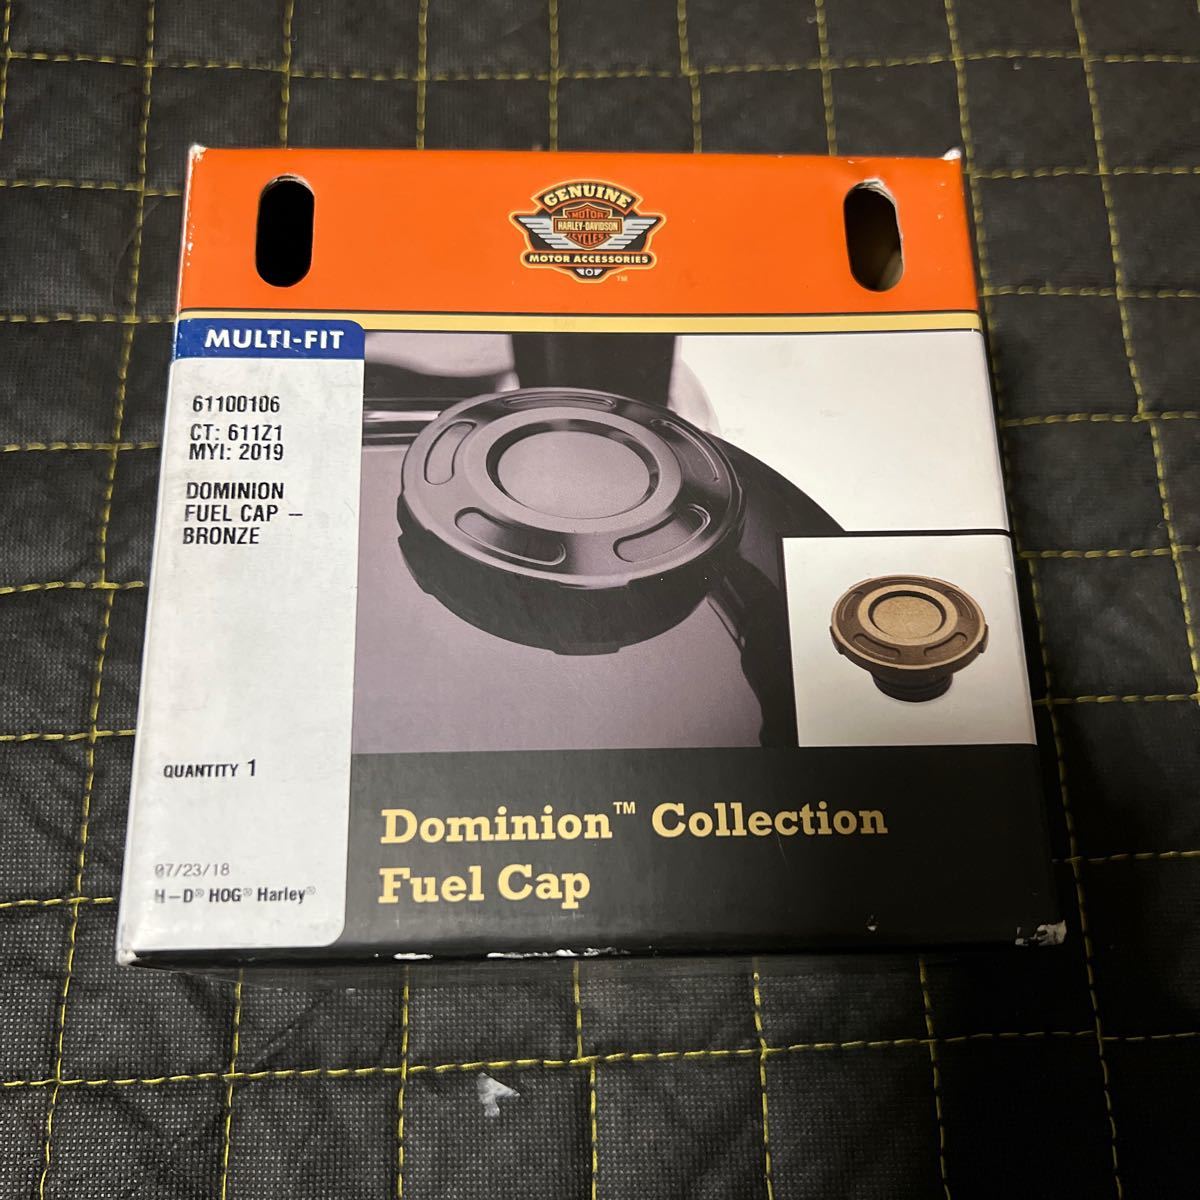 GENUINE
MOTOR
HARLEY-DAVIDSON
CYCLES
MOTOR ACCESSORIES
TM
MULTI-FIT
61100106
CT: 611Z1
MYI: 2019
DOMINION
FUEL CAP –
BRONZE
QUANTITY 1
07/23/18
H–D® HOG® Harley®
Dominion™ Collection
Fuel Cap